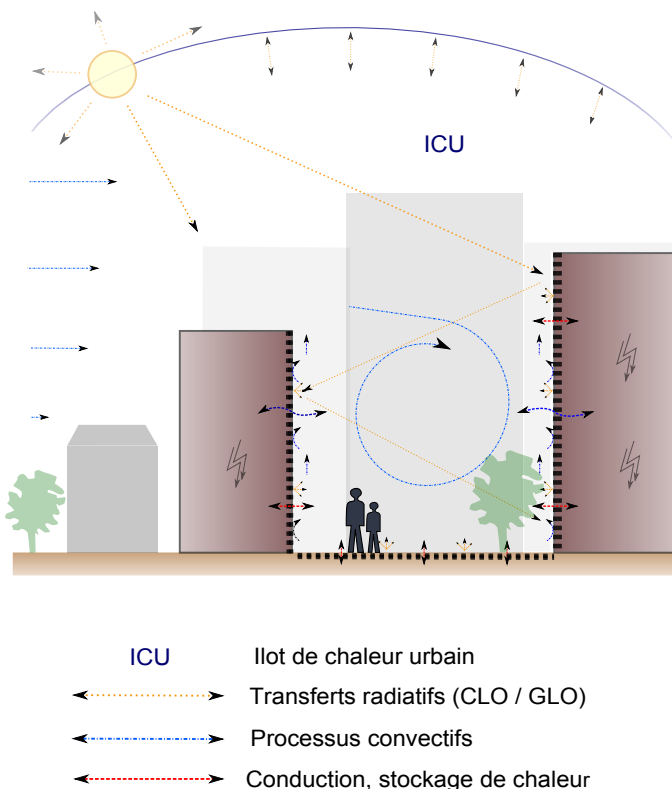 ICU
ICU Ilot de chaleur urbain
Transferts radiatifs (CLO / GLO)
Processus convectifs
Conduction, stockage de chaleur